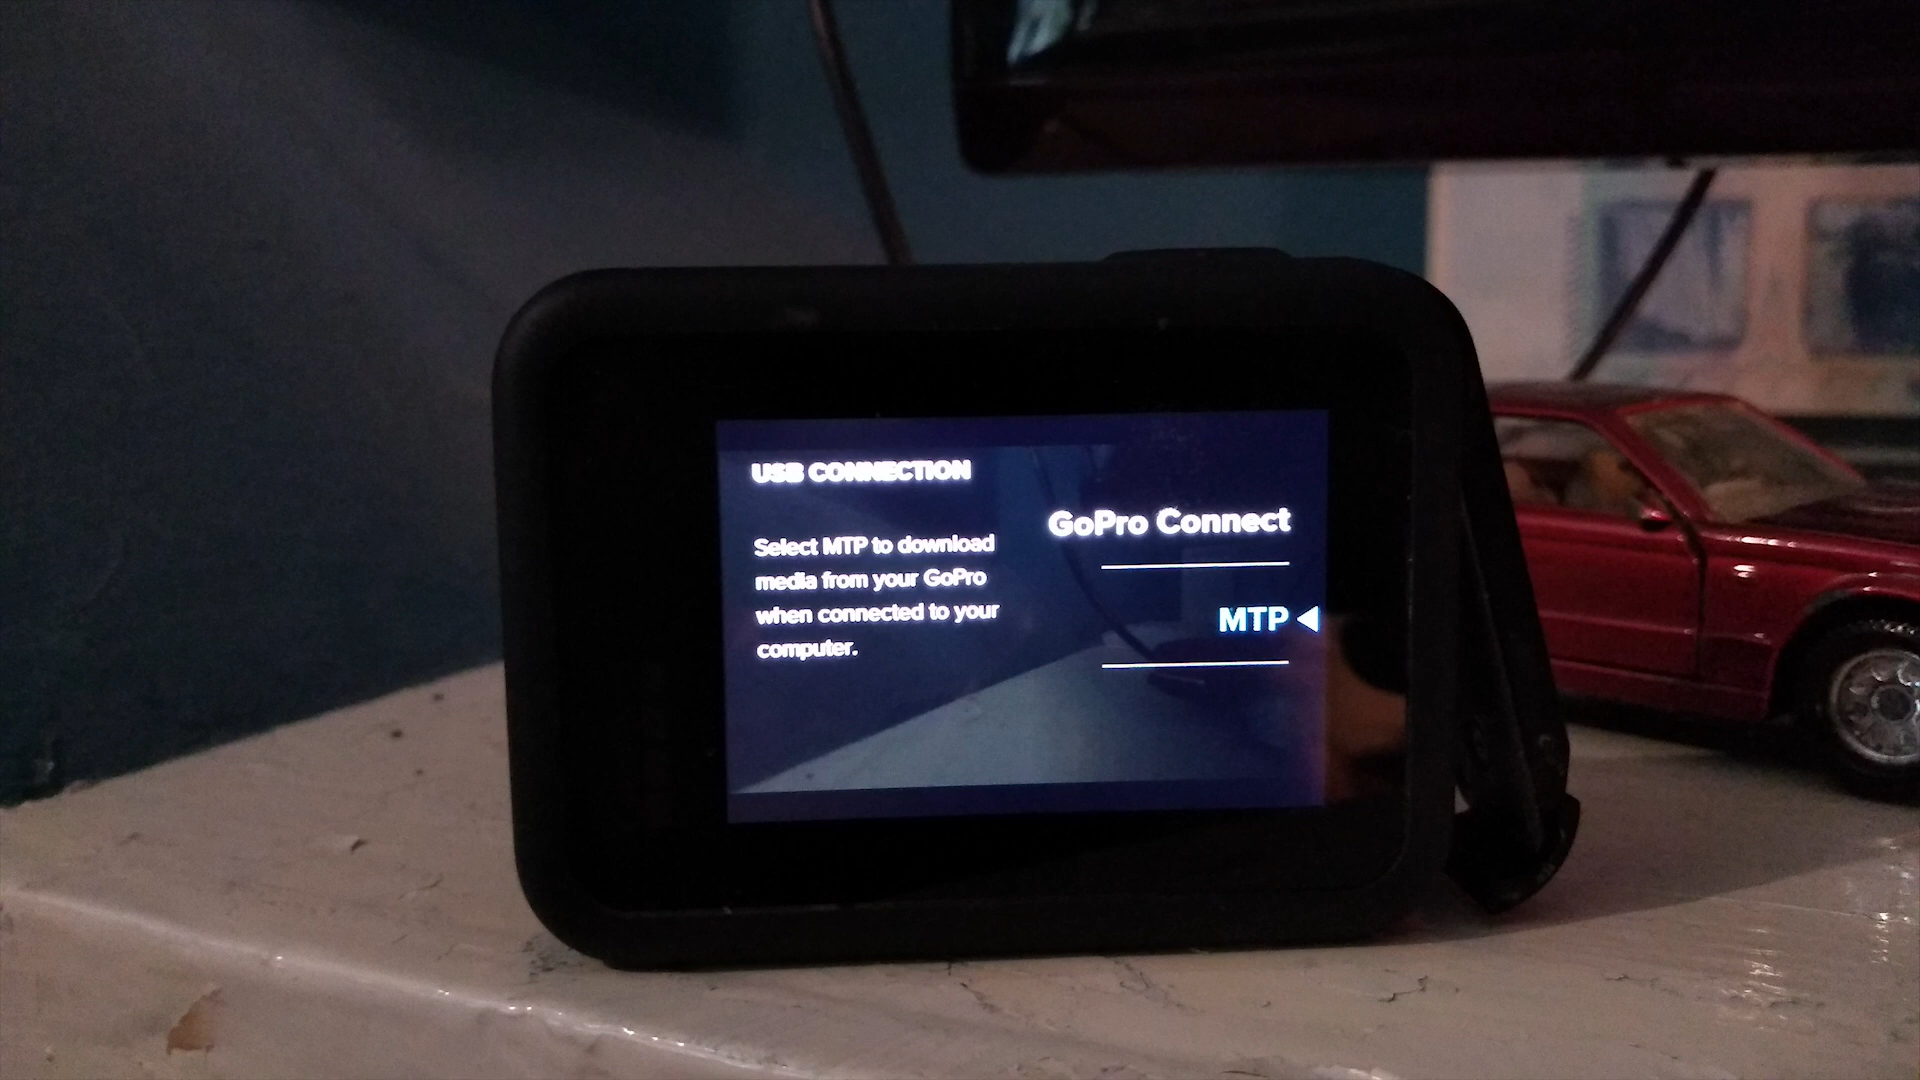 USB CONNECTION
Select MTP to download
media from your GoPro
when connected to your
computer.
GoPro Connect
MTP